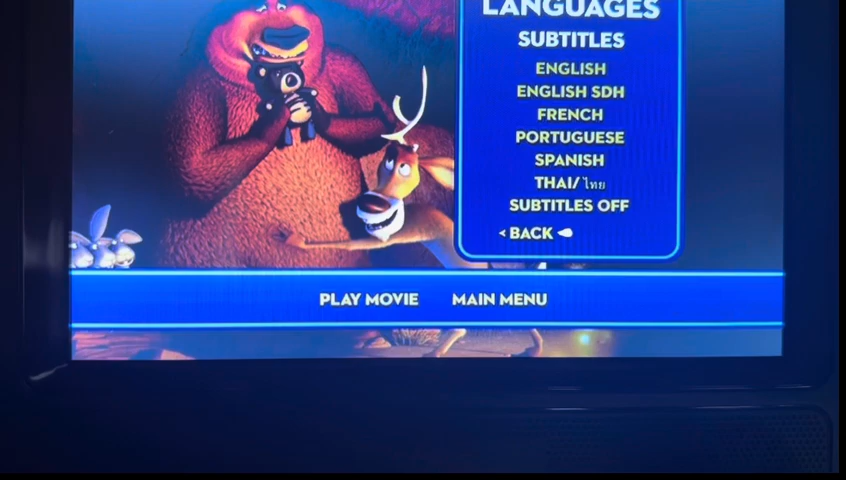 LANGUAGES
SUBTITLES
ENGLISH
ENGLISH SDH
FRENCH
PORTUGUESE
SPANISH
THAI/ ไทย
SUBTITLES OFF
< BACK
PLAY MOVIE MAIN MENU